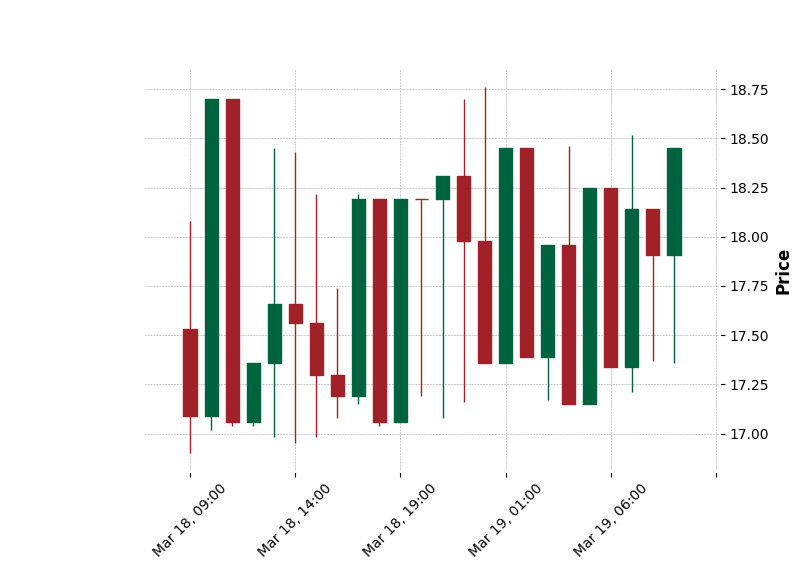 18.75
18.50
18.25
18.00
17.75
17.50
17.25
17.00
Price
Mar 18, 09:00
Mar 18, 14:00
Mar 18, 19:00
Mar 19, 01:00
Mar 19, 06:00